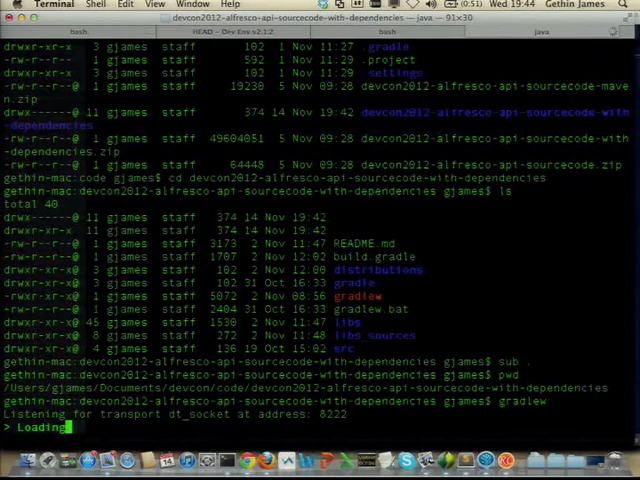 Terminal Shell Edit View Window Help (0:51) Wed 19:44 Gethin James
devcon2012-alfresco-api-sourcecode-with-dependencies — java — 91×30
bash HEAD – Dev Env v2.1.2 bash java
drwxr-xr-x 3 gjames staff 102 1 Nov 11:27 .gradle
-rw-r--r-- 1 gjames staff 592 1 Nov 11:29 .project
drwxr-xr-x 3 gjames staff 102 1 Nov 11:29 .settings
-rw-r--r--@ 1 gjames staff 19230 5 Nov 09:28 devcon2012-alfresco-api-sourcecode-mave
n.zip
drwx------@ 11 gjames staff 374 14 Nov 19:42 devcon2012-alfresco-api-sourcecode-with
-dependencies
-rw-r--r--@ 1 gjames staff 49604051 5 Nov 09:28 devcon2012-alfresco-api-sourcecode-with
-dependencies.zip
-rw-r--r--@ 1 gjames staff 64448 5 Nov 09:28 devcon2012-alfresco-api-sourcecode.zip
gethin-mac:code gjames$ cd devcon2012-alfresco-api-sourcecode-with-dependencies
gethin-mac:devcon2012-alfresco-api-sourcecode-with-dependencies gjames$ ls
total 40
drwx------@ 11 gjames staff 374 14 Nov 19:42
drwxr-xr-x 11 gjames staff 374 14 Nov 19:42
-rw-r--r--@ 1 gjames staff 3173 2 Nov 11:47 README.md
-rw-r--r--@ 1 gjames staff 1707 2 Nov 12:02 build.gradle
drwxr-xr-x@ 3 gjames staff 102 2 Nov 12:00 distributions
drwxr-xr-x@ 3 gjames staff 102 31 Oct 16:33 gradle
-rwxr-xr-x@ 1 gjames staff 5072 2 Nov 08:56 gradlew
-rw-r--r--@ 1 gjames staff 2404 31 Oct 16:33 gradlew.bat
drwxr-xr-x@ 45 gjames staff 1530 2 Nov 11:47 libs
drwxr-xr-x@ 8 gjames staff 272 2 Nov 11:48 libs_sources
drwxr-xr-x@ 4 gjames staff 136 19 Oct 15:02 src
gethin-mac:devcon2012-alfresco-api-sourcecode-with-dependencies gjames$ sub .
gethin-mac:devcon2012-alfresco-api-sourcecode-with-dependencies gjames$ pwd
/Users/gjames/Documents/devcon/code/devcon2012-alfresco-api-sourcecode-with-dependencies
gethin-mac:devcon2012-alfresco-api-sourcecode-with-dependencies gjames$ gradlew
Listening for transport dt_socket at address: 8222
> Loading